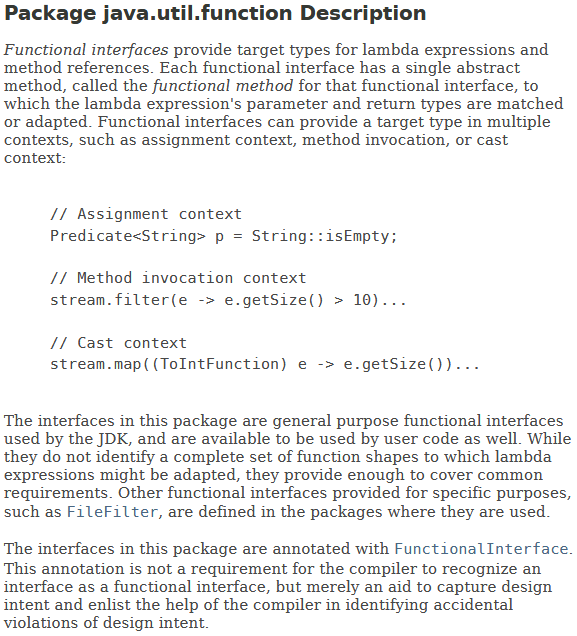 Package java.util.function Description
Functional interfaces provide target types for lambda expressions and
method references. Each functional interface has a single abstract
method, called the functional method for that functional interface, to
which the lambda expression's parameter and return types are matched
or adapted. Functional interfaces can provide a target type in multiple
contexts, such as assignment context, method invocation, or cast
context:
// Assignment context
Predicate<String> p = String::isEmpty;
// Method invocation context
stream.filter(e -> e.getSize() > 10)...
// Cast context
stream.map((ToIntFunction) e -> e.getSize())...
The interfaces in this package are general purpose functional interfaces
used by the JDK, and are available to be used by user code as well. While
they do not identify a complete set of function shapes to which lambda
expressions might be adapted, they provide enough to cover common
requirements. Other functional interfaces provided for specific purposes,
such as FileFilter, are defined in the packages where they are used.
The interfaces in this package are annotated with FunctionalInterface.
This annotation is not a requirement for the compiler to recognize an
interface as a functional interface, but merely an aid to capture design
intent and enlist the help of the compiler in identifying accidental
violations of design intent.